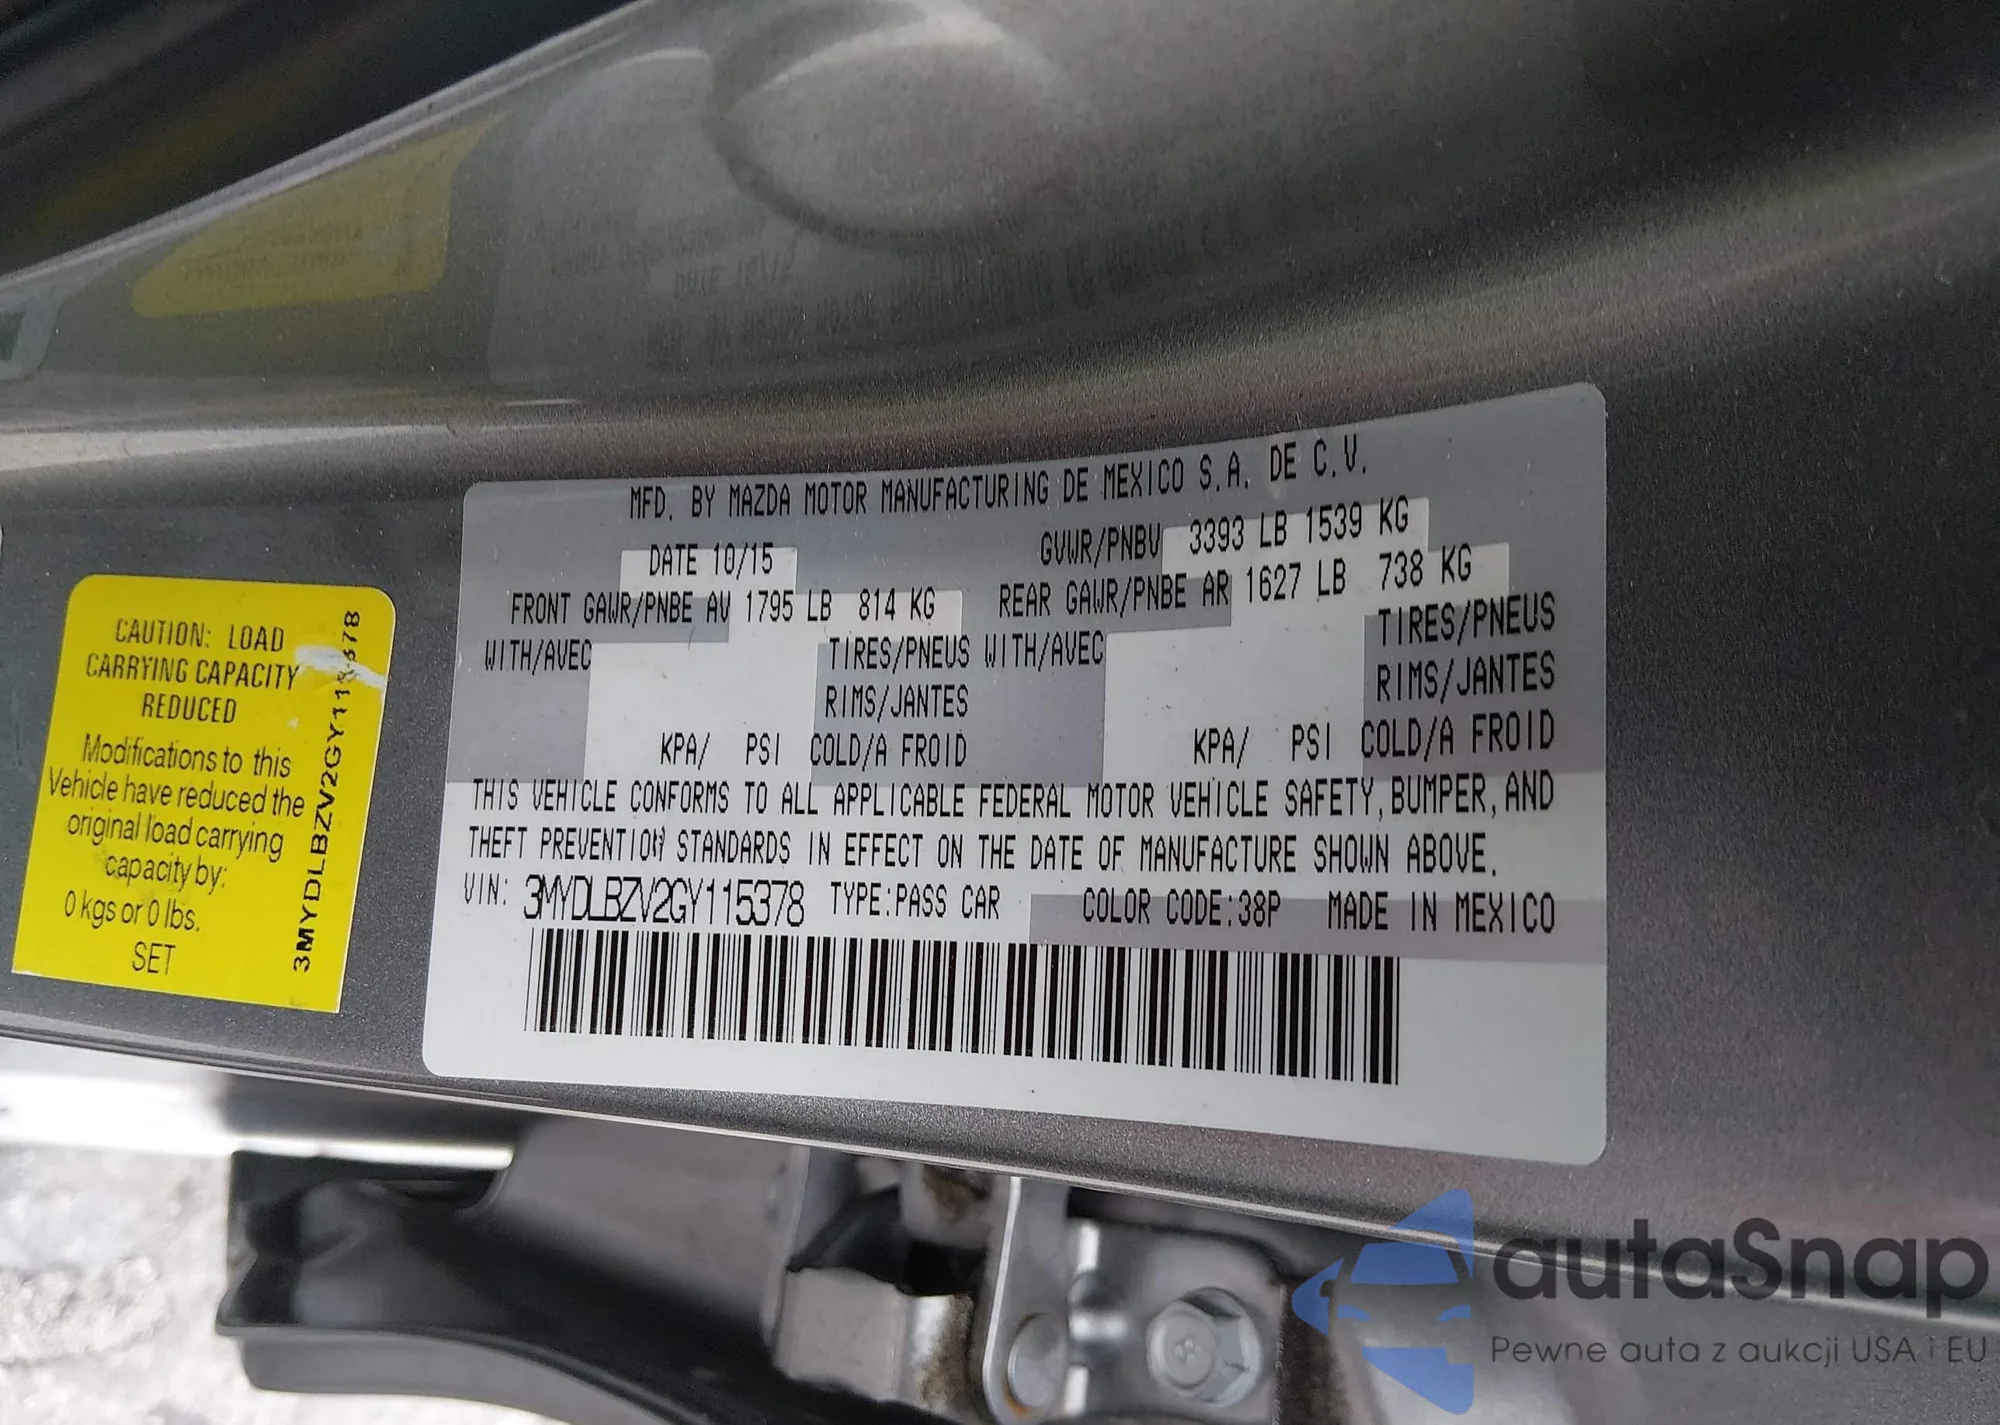 MFD. BY MAZDA MOTOR MANUFACTURING DE MEXICO S.A. DE C.V.
DATE 10/15
GVWR/PNBV 3393 LB 1539 KG
FRONT GAWR/PNBE AV 1795 LB 814 KG
REAR GAWR/PNBE AR 1627 LB 738 KG
WITH/AVEC
TIRES/PNEUS
WITH/AVEC
TIRES/PNEUS
RIMS/JANTES
RIMS/JANTES
KPA/ PSI COLD/A FROID
KPA/ PSI COLD/A FROID
THIS VEHICLE CONFORMS TO ALL APPLICABLE FEDERAL MOTOR VEHICLE SAFETY, BUMPER, AND
THEFT PREVENTION STANDARDS IN EFFECT ON THE DATE OF MANUFACTURE SHOWN ABOVE.
VIN: 3MYDLBZV2GY115378 TYPE:PASS CAR COLOR CODE:38P MADE IN MEXICO
CAUTION: LOAD
CARRYING CAPACITY
REDUCED
Modifications to this
Vehicle have reduced the
original load carrying
capacity by:
0 kgs or 0 lbs.
SET
3MYDLBZV2GY115378
autaSnap
Pewne auta z aukcji USA i EU